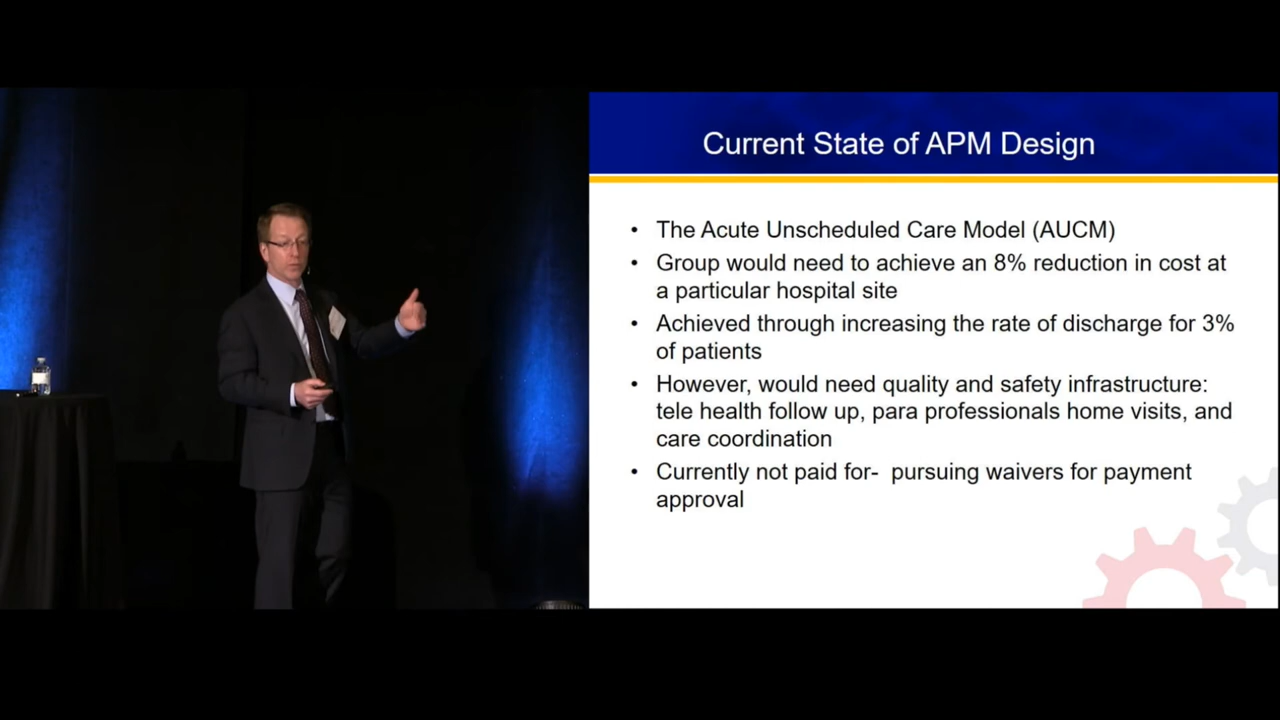 Current State of APM Design
• The Acute Unscheduled Care Model (AUCM)
• Group would need to achieve an 8% reduction in cost at
a particular hospital site
• Achieved through increasing the rate of discharge for 3%
of patients
• However, would need quality and safety infrastructure:
tele health follow up, para professionals home visits, and
care coordination
• Currently not paid for-  pursuing waivers for payment
approval